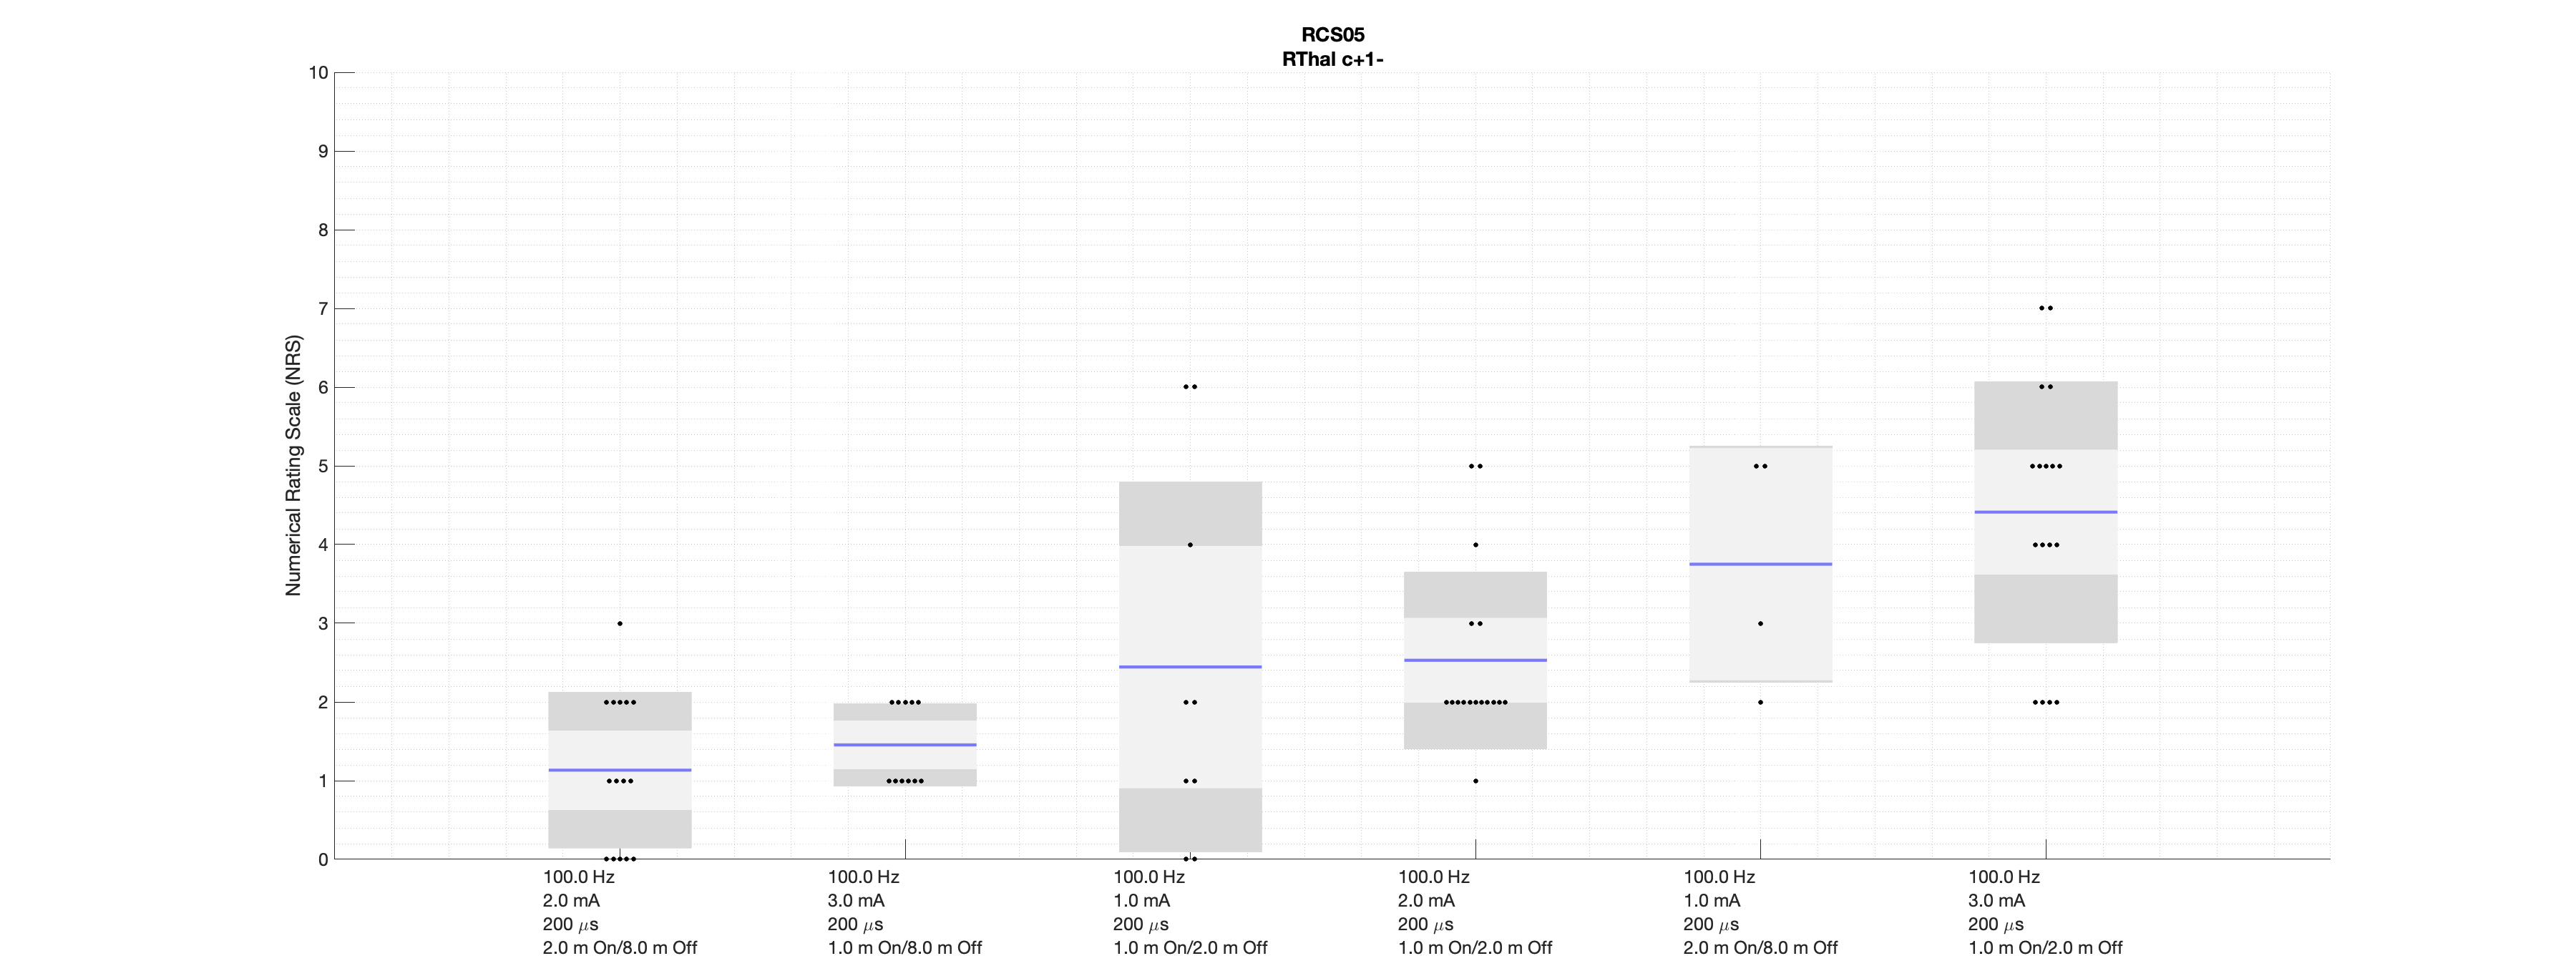 RCS05
RThal c+1-
Numerical Rating Scale (NRS)
10
9
8
7
6
5
4
3
2
1
0
100.0 Hz
2.0 mA
200 μs
2.0 m On/8.0 m Off
100.0 Hz
3.0 mA
200 μs
1.0 m On/8.0 m Off
100.0 Hz
1.0 mA
200 μs
1.0 m On/2.0 m Off
100.0 Hz
2.0 mA
200 μs
1.0 m On/2.0 m Off
100.0 Hz
1.0 mA
200 μs
2.0 m On/8.0 m Off
100.0 Hz
3.0 mA
200 μs
1.0 m On/2.0 m Off